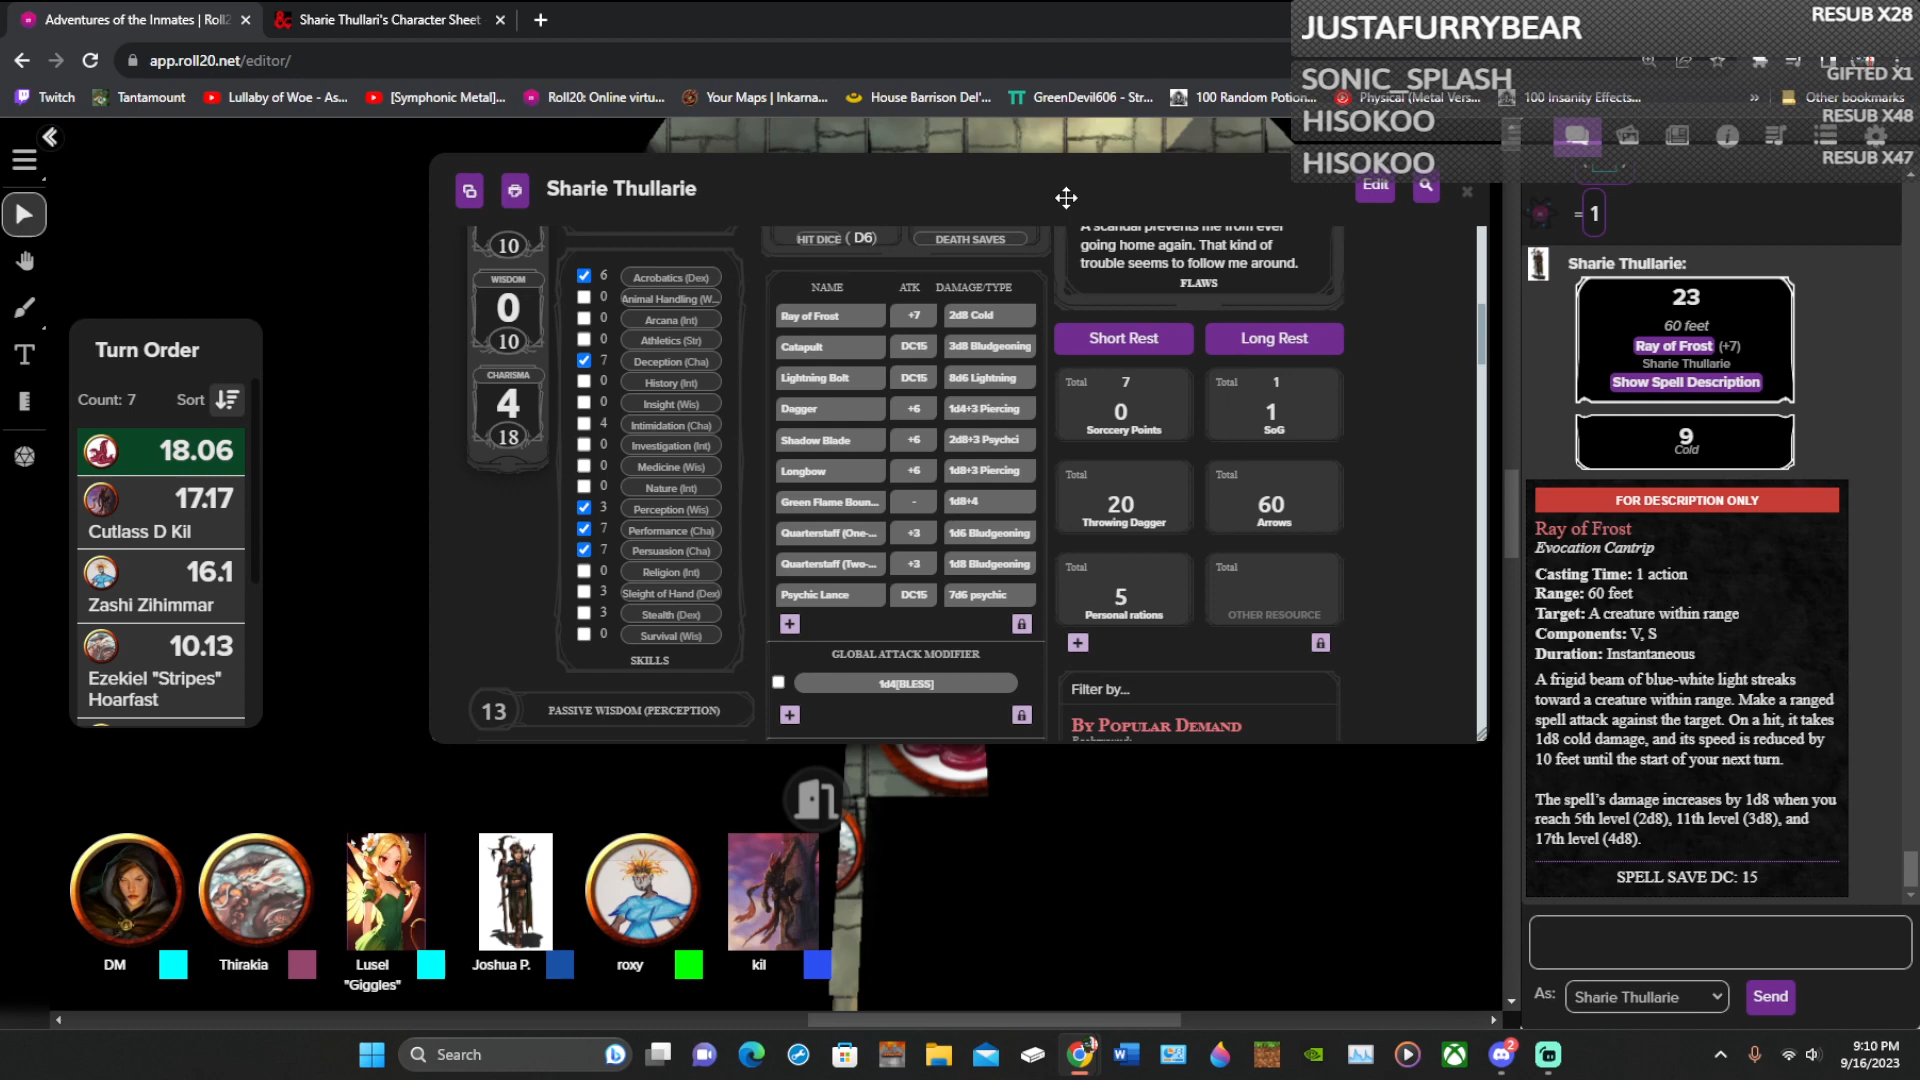 Adventures of the Inmates | Roll2
Sharie Thullari's Character Sheet
app.roll20.net/editor/
Twitch
Tantamount
Lullaby of Woe - As...
[Symphonic Metal]...
Roll20: Online virtu...
Your Maps | Inkarna...
House Barrison Del'...
GreenDevil606 - Str...
100 Random Potion...
Physical (Metal Vers...
100 Insanity Effects...
»
Other bookmarks
JUSTAFURRYBEAR
RESUB X28
SONIC_SPLASH
GIFTED X1
HISOKOO
RESUB X48
HISOKOO
RESUB X47
Turn Order
Count: 7
Sort
18.06
17.17
Cutlass D Kil
16.1
Zashi Zihimmar
10.13
Ezekiel "Stripes"
Hoarfast
Sharie Thullarie
Edit
10
WISDOM
0
10
CHARISMA
4
18
6 Acrobatics (Dex)
0 Animal Handling (W...
0 Arcana (Int)
0 Athletics (Str)
7 Deception (Cha)
0 History (Int)
0 Insight (Wis)
4 Intimidation (Cha)
0 Investigation (Int)
0 Medicine (Wis)
0 Nature (Int)
3 Perception (Wis)
7 Performance (Cha)
7 Persuasion (Cha)
0 Religion (Int)
3 Sleight of Hand (Dex)
3 Stealth (Dex)
0 Survival (Wis)
SKILLS
13 PASSIVE WISDOM (PERCEPTION)
HIT DICE ( D6)
DEATH SAVES
NAME ATK DAMAGE/TYPE
Ray of Frost +7 2d8 Cold
Catapult DC15 3d8 Bludgeoning
Lightning Bolt DC15 8d6 Lightning
Dagger +6 1d4+3 Piercing
Shadow Blade +6 2d8+3 Psychci
Longbow +6 1d8+3 Piercing
Green Flame Boun... - 1d8+4
Quarterstaff (One-... +3 1d6 Bludgeoning
Quarterstaff (Two-... +3 1d8 Bludgeoning
Psychic Lance DC15 7d6 psychic
GLOBAL ATTACK MODIFIER
1d4[BLESS]
A scandal prevents me from ever
going home again. That kind of
trouble seems to follow me around.
FLAWS
Short Rest
Long Rest
Total 7
0
Sorccery Points
Total 1
1
SoG
Total
20
Throwing Dagger
Total
60
Arrows
Total
5
Personal rations
Total
OTHER RESOURCE
Filter by...
BY POPULAR DEMAND
=1
Sharie Thullarie:
23
60 feet
Ray of Frost (+7)
Sharie Thullarie
Show Spell Description
9
Cold
FOR DESCRIPTION ONLY
Ray of Frost
Evocation Cantrip
Casting Time: 1 action
Range: 60 feet
Target: A creature within range
Components: V, S
Duration: Instantaneous
A frigid beam of blue-white light streaks
toward a creature within range. Make a ranged
spell attack against the target. On a hit, it takes
1d8 cold damage, and its speed is reduced by
10 feet until the start of your next turn.
The spell's damage increases by 1d8 when you
reach 5th level (2d8), 11th level (3d8), and
17th level (4d8).
SPELL SAVE DC: 15
As: Sharie Thullarie
Send
DM
Thirakia
Lusel
"Giggles"
Joshua P.
roxy
kil
Search
2
9:10 PM
9/16/2023